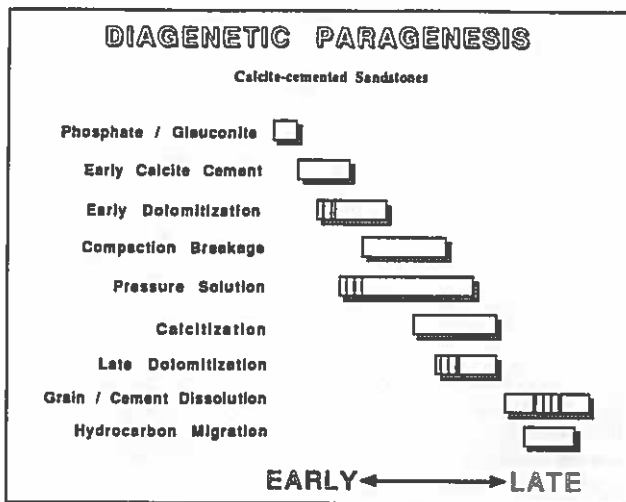 DIAGENETIC PARAGENESIS
Calcite-cemented Sandstones
Phosphate / Glauconite
Early Calcite Cement
Early Dolomitization
Compaction Breakage
Pressure Solution
Calcitization
Late Dolomitization
Grain / Cement Dissolution
Hydrocarbon Migration
EARLY LATE